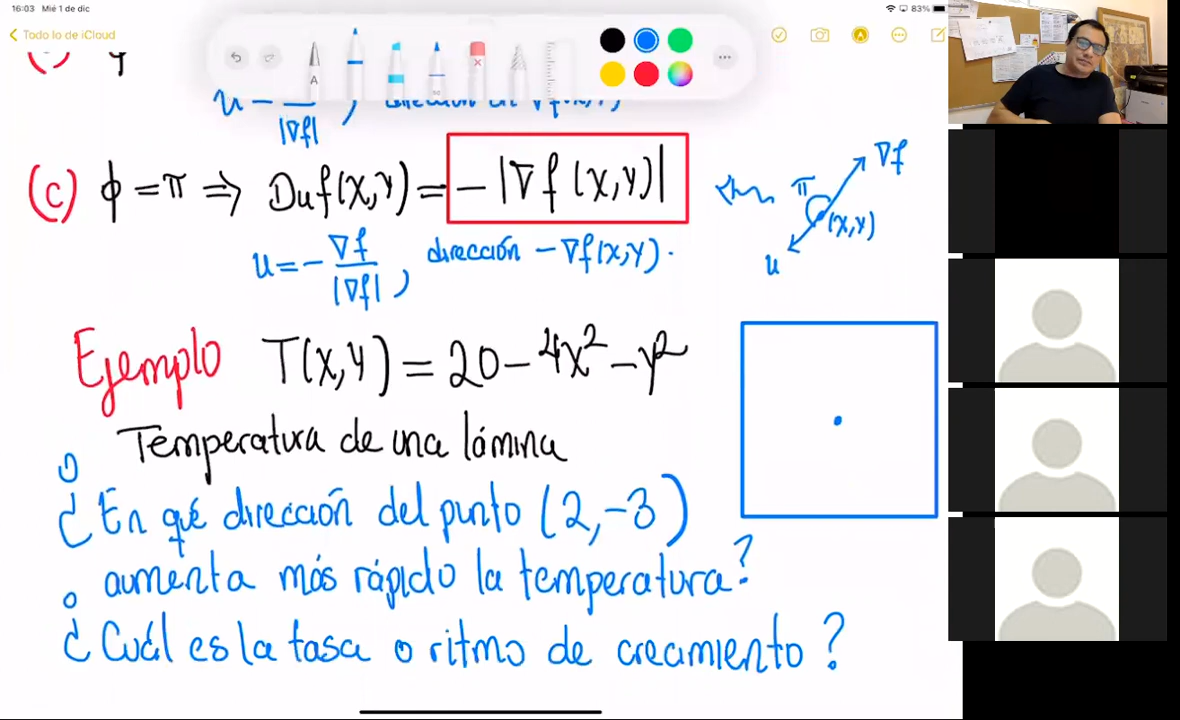 16:03 Mié 1 de dic
83%
Todo lo de iCloud
A
(c) ϕ = π ⇒ Duf(x,y) = -|∇f(x,y)|
∇f
π
(x,y)
u
u = -∇f/|∇f|, dirección -∇f(x,y).
Ejemplo T(x,y) = 20 - 4x² - y²
Temperatura de una lámina
¿En qué dirección del punto (2,-3)
aumenta más rápido la temperatura?
¿Cuál es la tasa o ritmo de crecimiento?